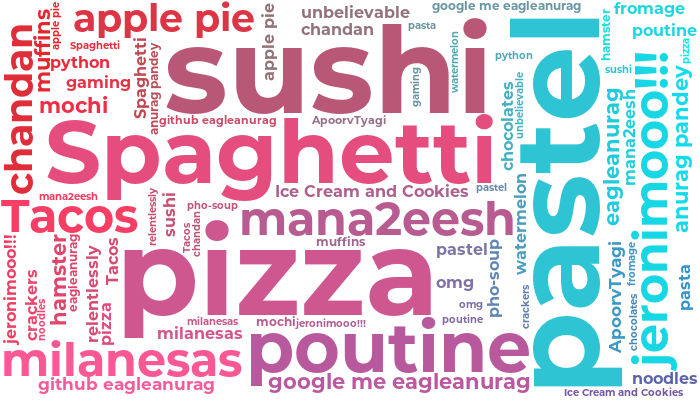 apple pie
apple pie
apple pie
muffins
chandan
Spaghetti
python
gaming
mochi
Spaghetti
anurag pandey
sushi
unbelievable
chandan
pasta
google me eagleanurag
watermelon
gaming
python
github eagleanurag
ApoorvTyagi
pastel
hamster
fromage
poutine
pizza
sushi
chocolates
unbelievable
eagleanurag
mana2eesh
jeronimooo!!!
anurag pandey
Spaghetti
Ice Cream and Cookies
pastel
mana2eesh
Tacos
relentlessly
sushi
pho-soup
Tacos
chandan
mana2eesh
muffins
pastel
watermelon
pho-soup
omg
omg
poutine
crackers
jeronimooo!!!
crackers
noodles
hamster
eagleanurag
relentlessly
Tacos
pizza
pizza
milanesas
milanesas
mochi
jeronimooo!!!
ApoorvTyagi
fromage
chocolates
pasta
milanesas
poutine
github eagleanurag
google me eagleanurag
noodles
Ice Cream and Cookies